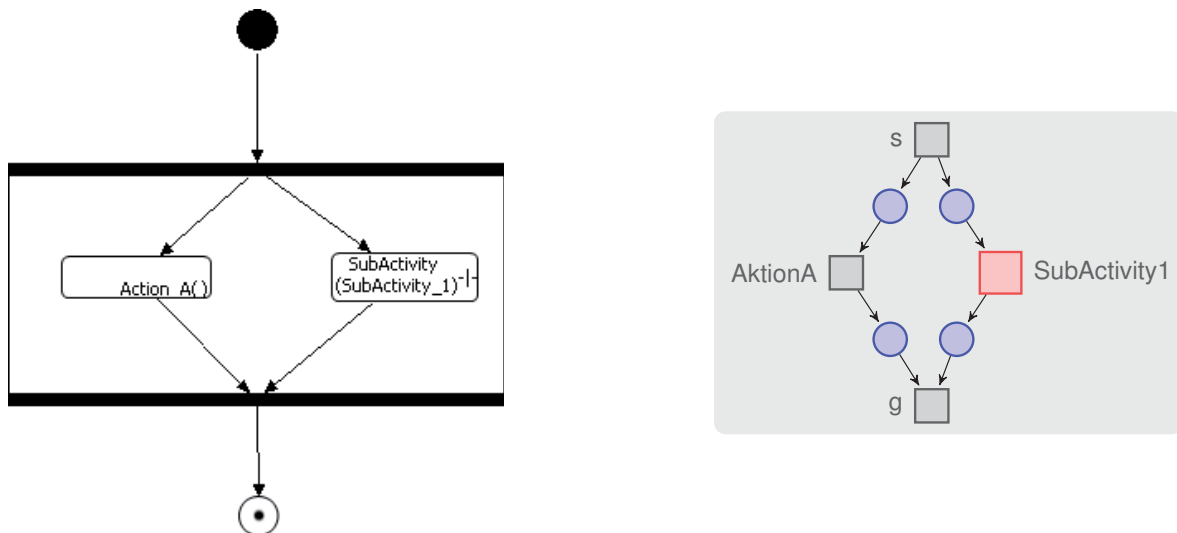 Action_A()
SubActivity
(SubActivity_1)
s
AktionA
SubActivity1
g